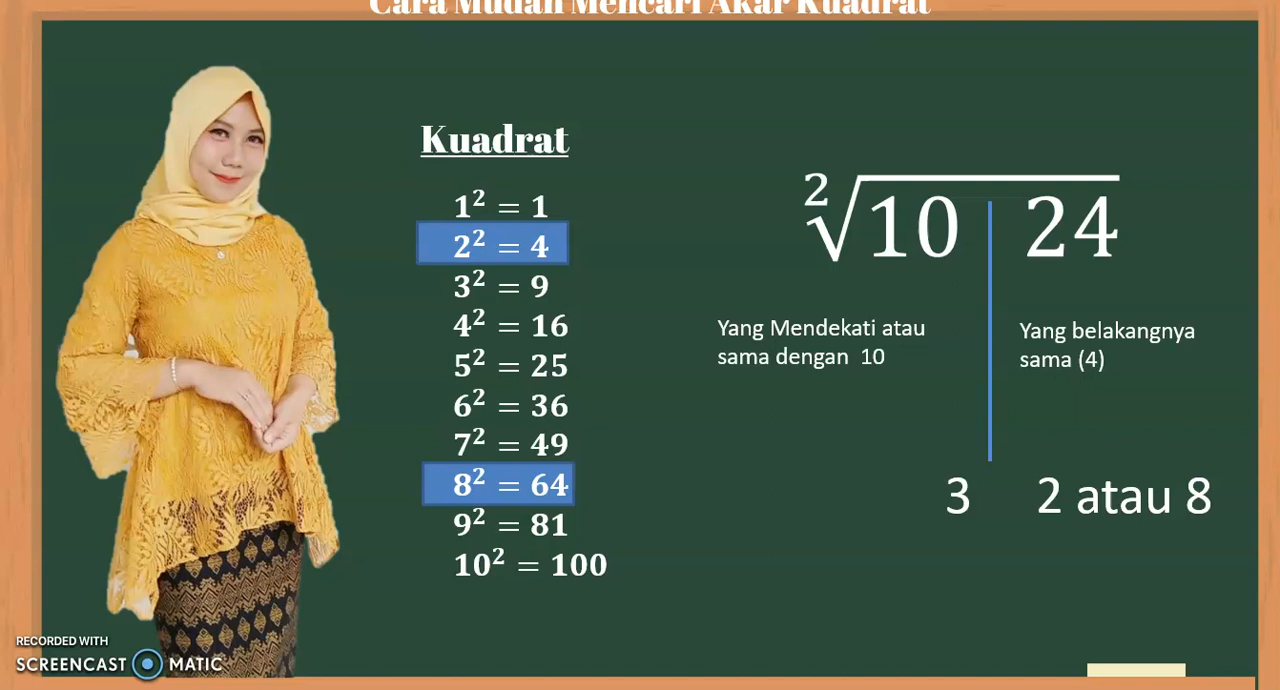 Cara Mudah Mencari Akar Kuadrat
Kuadrat
1² = 1
2² = 4
3² = 9
4² = 16
5² = 25
6² = 36
7² = 49
8² = 64
9² = 81
10² = 100
²√10 24
Yang Mendekati atau
sama dengan 10
Yang belakangnya
sama (4)
3
2 atau 8
RECORDED WITH
SCREENCAST MATIC